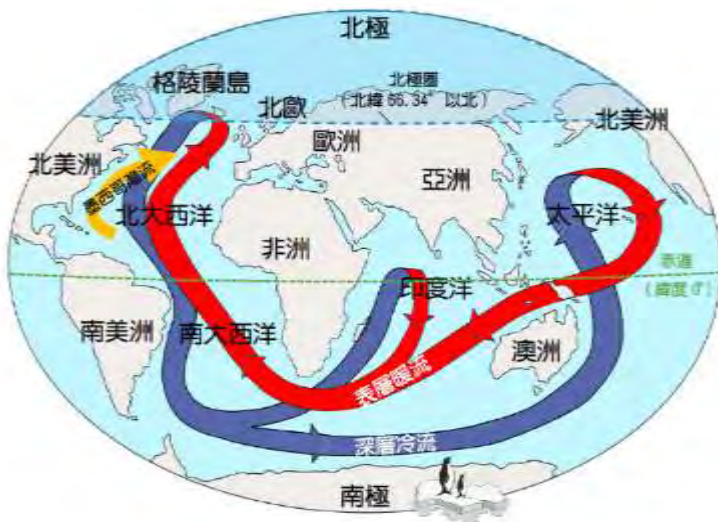 北極
格陵蘭島
北極圈
(北緯 66.34° 以北)
北歐
北美洲
歐洲
北美洲
亞洲
北大西洋
太平洋
非洲
赤道
(緯度 0°)
印度洋
南美洲
南大西洋
澳洲
表層暖流
深層冷流
南極